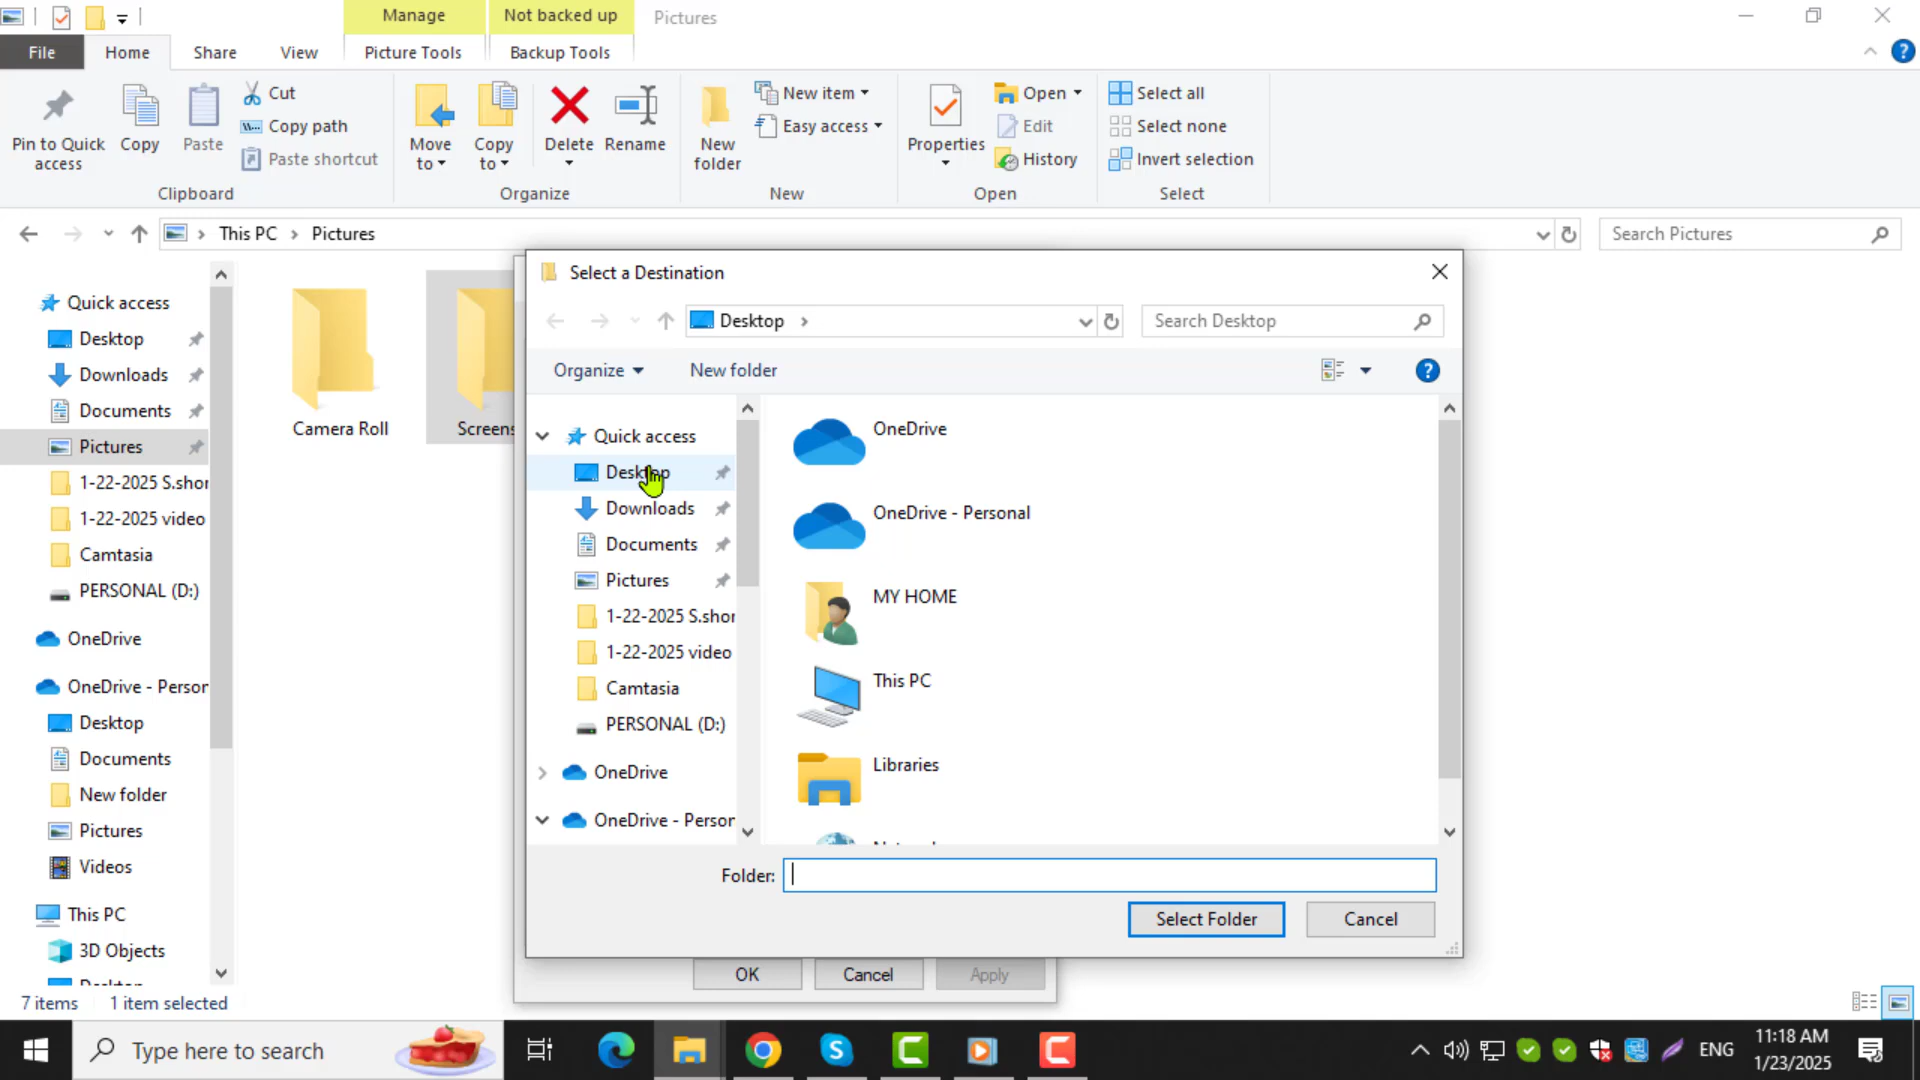 Manage
Not backed up
Pictures
File
Home
Share
View
Picture Tools
Backup Tools
Pin to Quick access
Copy
Paste
Cut
Copy path
Paste shortcut
Move to
Copy to
Delete
Rename
New folder
New item
Easy access
Properties
Open
Edit
History
Select all
Select none
Invert selection
Clipboard
Organize
New
Open
Select
This PC
Pictures
Search Pictures
Quick access
Desktop
Downloads
Documents
Pictures
1-22-2025 S.shor
1-22-2025 video
Camtasia
PERSONAL (D:)
OneDrive
OneDrive - Person
Desktop
Documents
New folder
Pictures
Videos
This PC
3D Objects
Camera Roll
Screens
Select a Destination
Desktop
Search Desktop
Organize
New folder
Quick access
Desktop
Downloads
Documents
Pictures
1-22-2025 S.shor
1-22-2025 video
Camtasia
PERSONAL (D:)
OneDrive
OneDrive - Person
OneDrive
OneDrive - Personal
MY HOME
This PC
Libraries
Folder:
Select Folder
Cancel
OK
Cancel
Apply
7 items
1 item selected
Type here to search
ENG
11:18 AM
1/23/2025